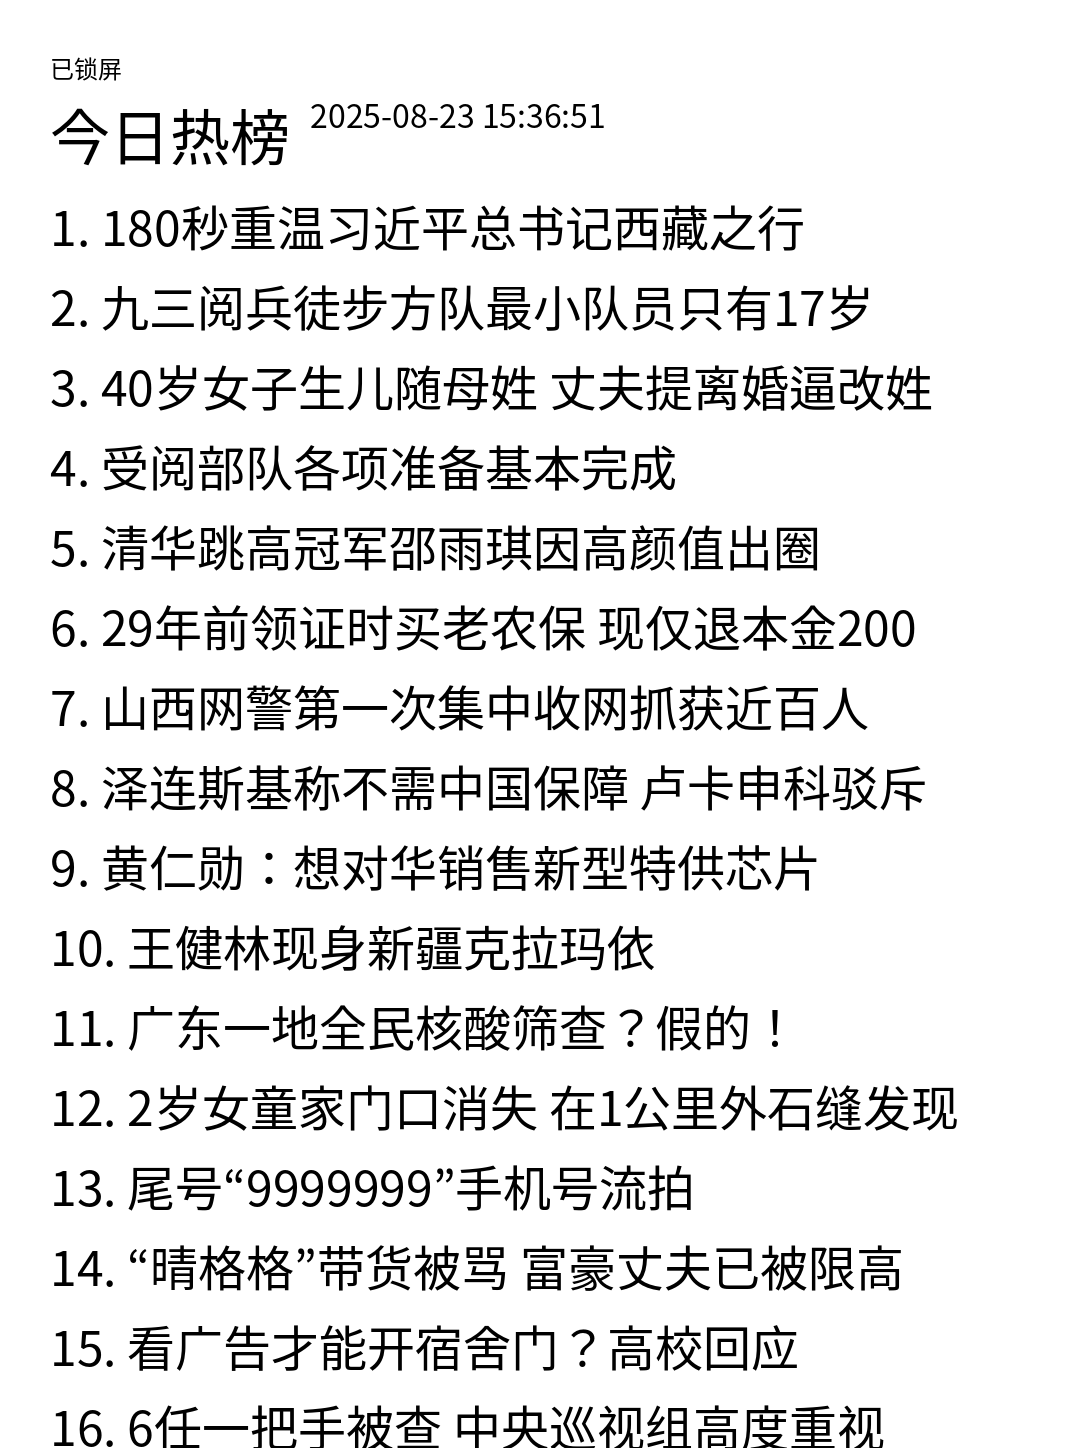 已锁屏
今日热榜 2025-08-23 15:36:51
1. 180秒重温习近平总书记西藏之行
2. 九三阅兵徒步方队最小队员只有17岁
3. 40岁女子生儿随母姓 丈夫提离婚逼改姓
4. 受阅部队各项准备基本完成
5. 清华跳高冠军邵雨琪因高颜值出圈
6. 29年前领证时买老农保 现仅退本金200
7. 山西网警第一次集中收网抓获近百人
8. 泽连斯基称不需中国保障 卢卡申科驳斥
9. 黄仁勋：想对华销售新型特供芯片
10. 王健林现身新疆克拉玛依
11. 广东一地全民核酸筛查？假的！
12. 2岁女童家门口消失 在1公里外石缝发现
13. 尾号“9999999”手机号流拍
14. “晴格格”带货被骂 富豪丈夫已被限高
15. 看广告才能开宿舍门？高校回应
16. 6任一把手被查 中央巡视组高度重视